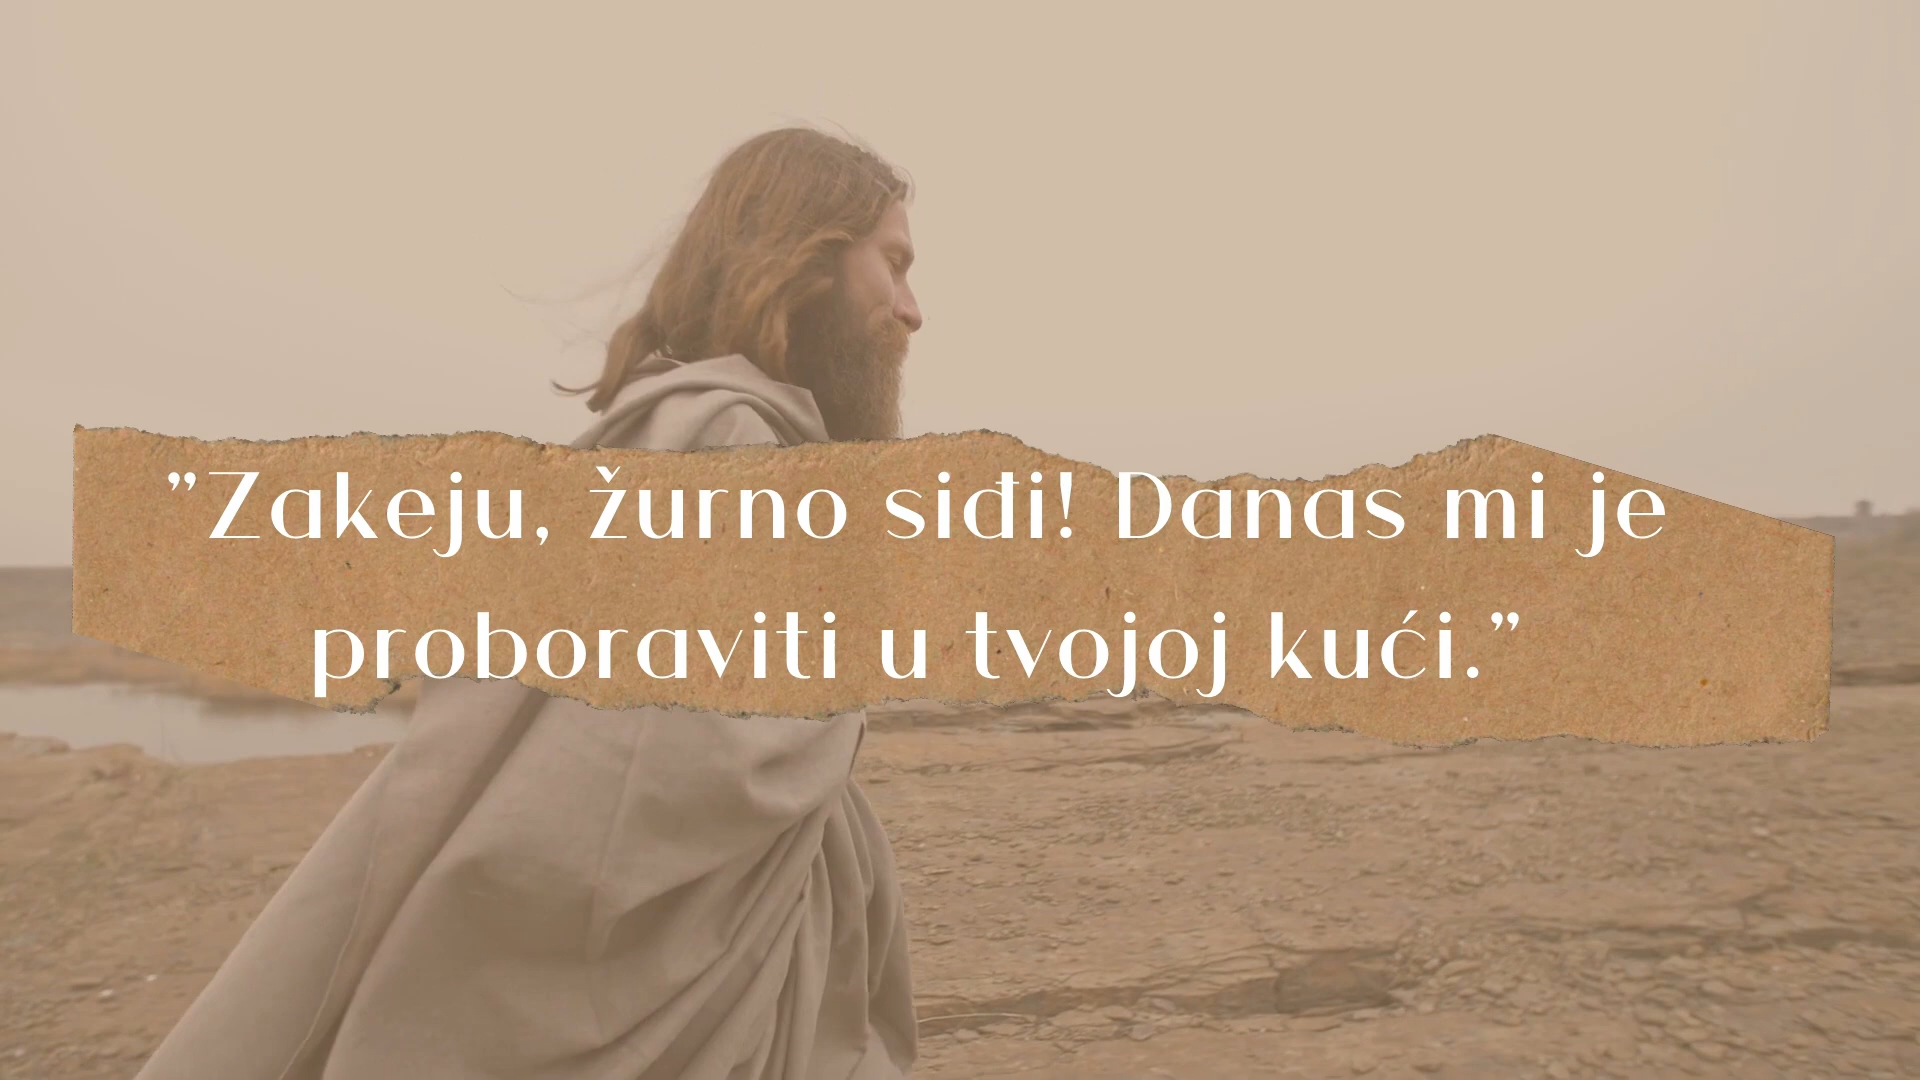 ”Zakeju, žurno siđi! Danas mi je
proboraviti u tvojoj kući.”